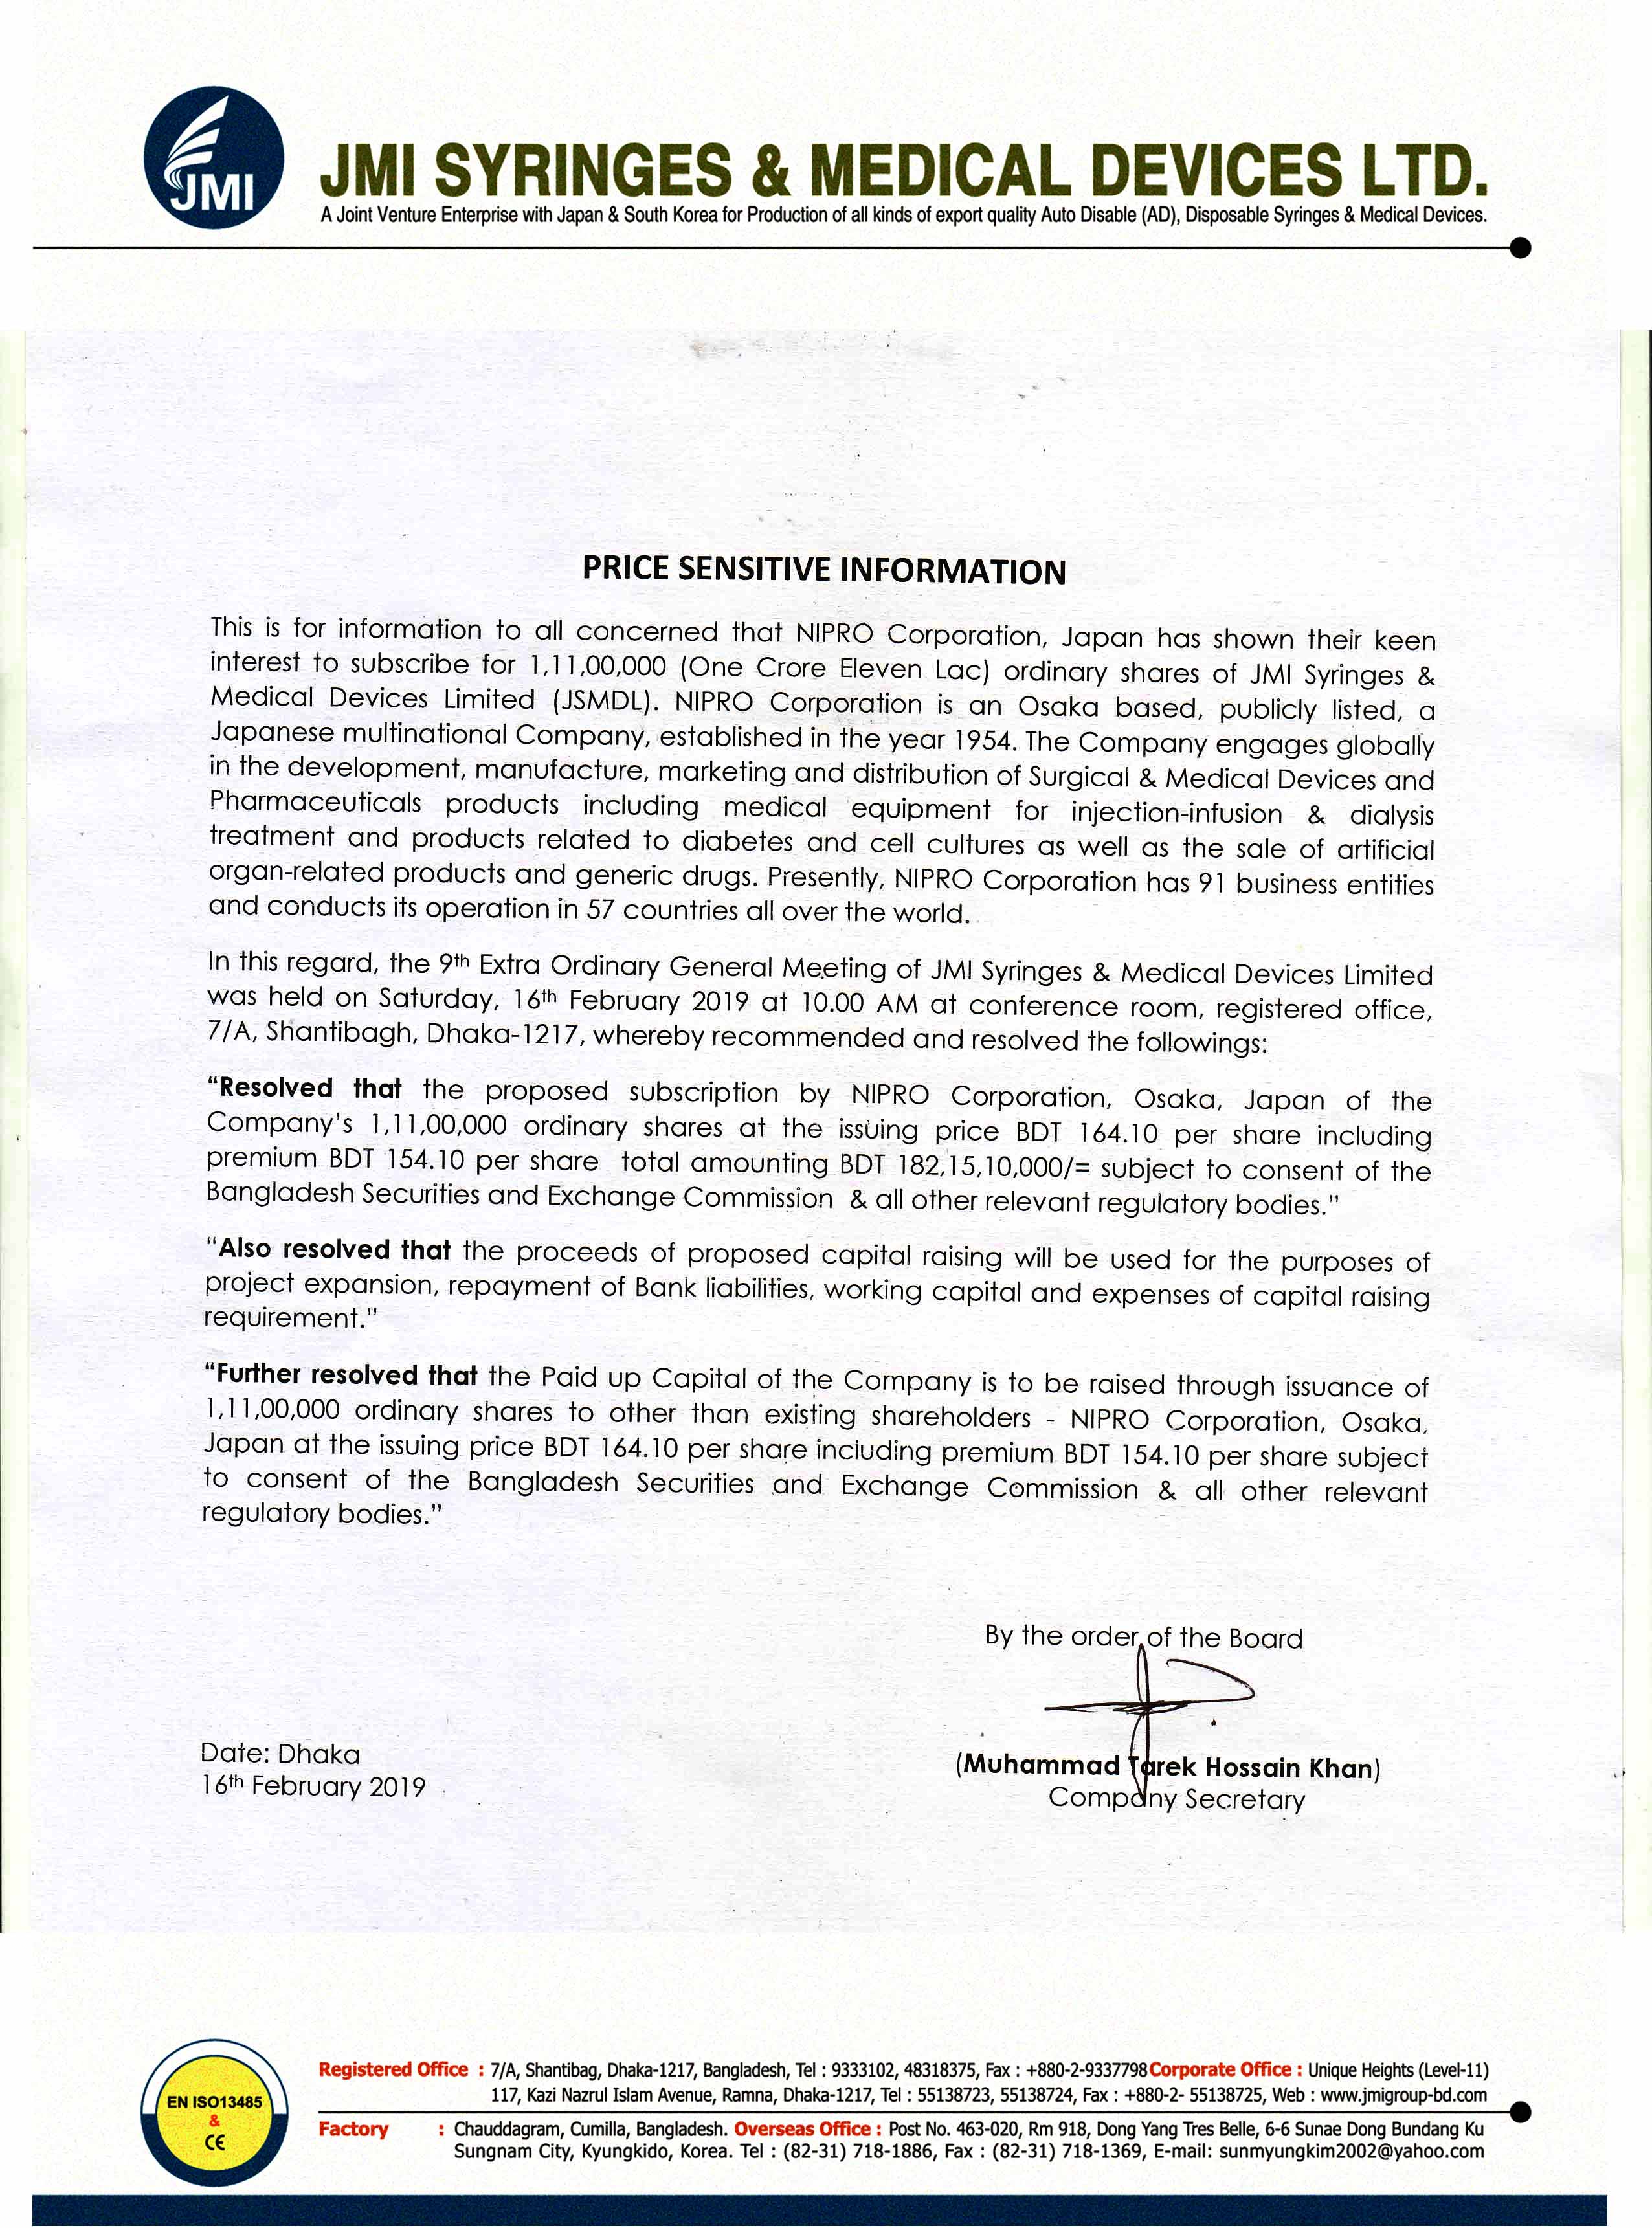 JMI
JMI SYRINGES & MEDICAL DEVICES LTD.
A Joint Venture Enterprise with Japan & South Korea for Production of all kinds of export quality Auto Disable (AD), Disposable Syringes & Medical Devices.
PRICE SENSITIVE INFORMATION
This is for information to all concerned that NIPRO Corporation, Japan has shown their keen
interest to subscribe for 1,11,00,000 (One Crore Eleven Lac) ordinary shares of JMI Syringes &
Medical Devices Limited (JSMDL). NIPRO Corporation is an Osaka based, publicly listed, a
Japanese multinational Company, established in the year 1954. The Company engages globally
in the development, manufacture, marketing and distribution of Surgical & Medical Devices and
Pharmaceuticals products including medical equipment for injection-infusion & dialysis
treatment and products related to diabetes and cell cultures as well as the sale of artificial
organ-related products and generic drugs. Presently, NIPRO Corporation has 91 business entities
and conducts its operation in 57 countries all over the world.
In this regard, the 9th Extra Ordinary General Meeting of JMI Syringes & Medical Devices Limited
was held on Saturday, 16th February 2019 at 10.00 AM at conference room, registered office,
7/A, Shantibagh, Dhaka-1217, whereby recommended and resolved the followings:
"Resolved that the proposed subscription by NIPRO Corporation, Osaka, Japan of the
Company's 1,11,00,000 ordinary shares at the issuing price BDT 164.10 per share including
premium BDT 154.10 per share total amounting BDT 182,15,10,000/= subject to consent of the
Bangladesh Securities and Exchange Commission & all other relevant regulatory bodies."
"Also resolved that the proceeds of proposed capital raising will be used for the purposes of
project expansion, repayment of Bank liabilities, working capital and expenses of capital raising
requirement."
"Further resolved that the Paid up Capital of the Company is to be raised through issuance of
1,11,00,000 ordinary shares to other than existing shareholders - NIPRO Corporation, Osaka,
Japan at the issuing price BDT 164.10 per share including premium BDT 154.10 per share subject
to consent of the Bangladesh Securities and Exchange Commission & all other relevant
regulatory bodies."
By the order of the Board
Date: Dhaka
16th February 2019
(Muhammad Tarek Hossain Khan)
Company Secretary
EN ISO13485
&
CE
Registered Office : 7/A, Shantibag, Dhaka-1217, Bangladesh, Tel : 9333102, 48318375, Fax : +880-2-9337798 Corporate Office : Unique Heights (Level-11)
117, Kazi Nazrul Islam Avenue, Ramna, Dhaka-1217, Tel : 55138723, 55138724, Fax : +880-2- 55138725, Web : www.jmigroup-bd.com
Factory : Chauddagram, Cumilla, Bangladesh. Overseas Office : Post No. 463-020, Rm 918, Dong Yang Tres Belle, 6-6 Sunae Dong Bundang Ku
Sungnam City, Kyungkido, Korea. Tel : (82-31) 718-1886, Fax : (82-31) 718-1369, E-mail: sunmyungkim2002@yahoo.com